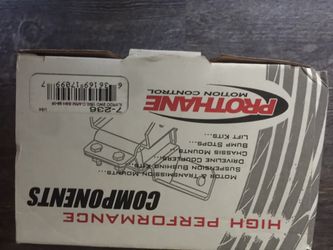 PROTHANE
MOTION CONTROL
7-236
HIGH PERFORMANCE
COMPONENTS
MOTOR & TRANSMISSION MOUNTS...
SUSPENSION BUSHING KITS...
DRIVELINE COUPLERS...
CHASSIS MOUNTS
BUMP STOPS...
LIFT KITS...